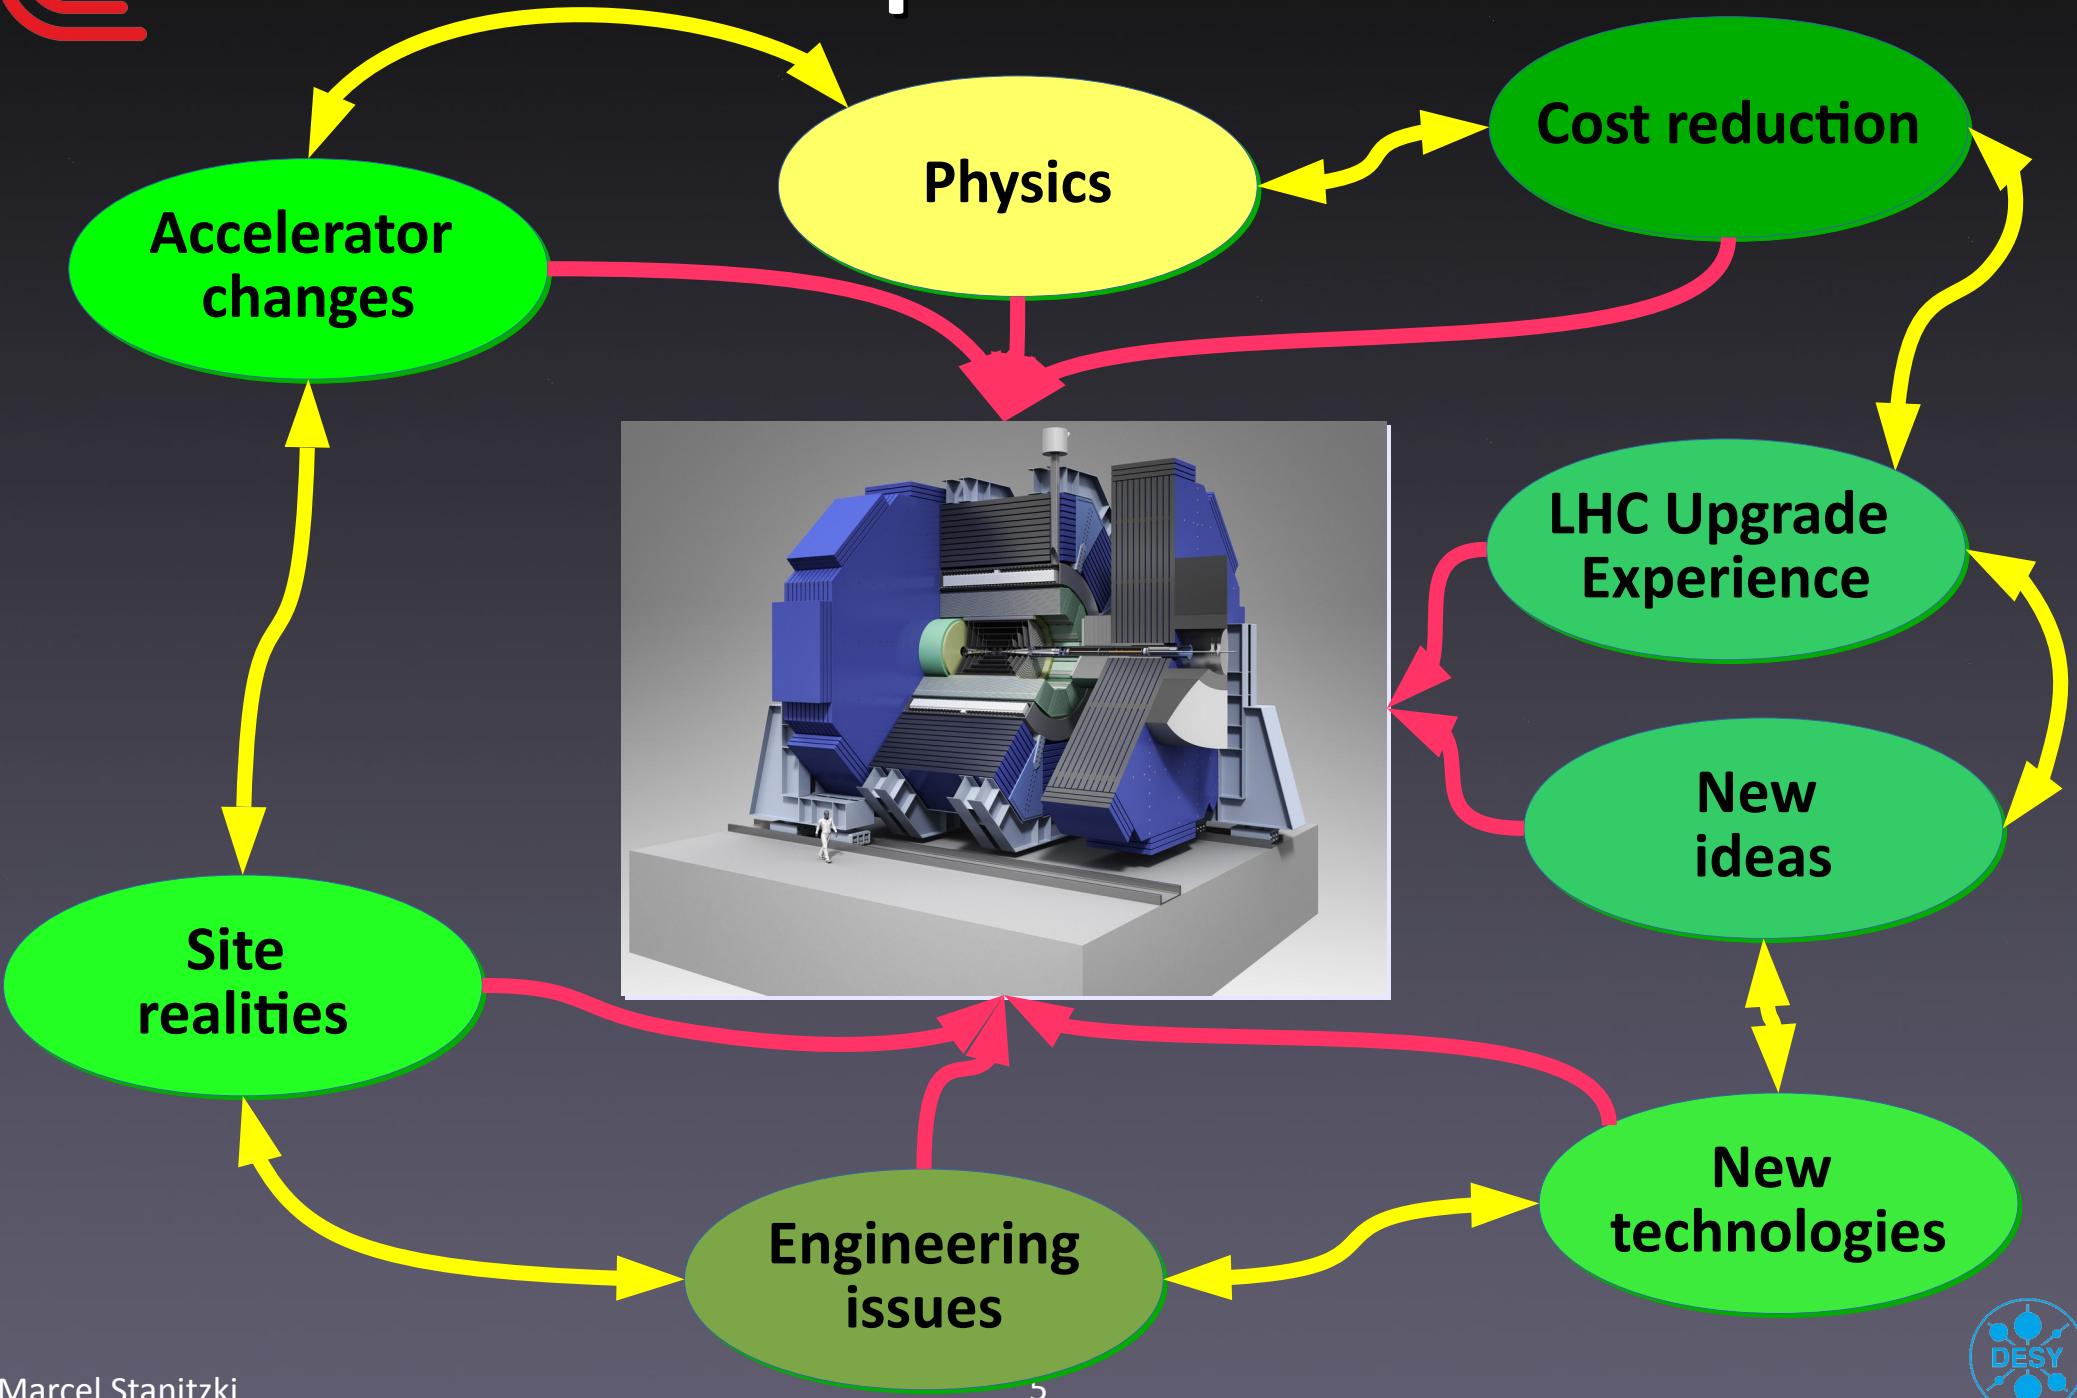 Physics
Cost reduction
Accelerator
changes
LHC Upgrade
Experience
New
ideas
Site
realities
New
technologies
Engineering
issues
DESY
Marcel Stanitzki
5